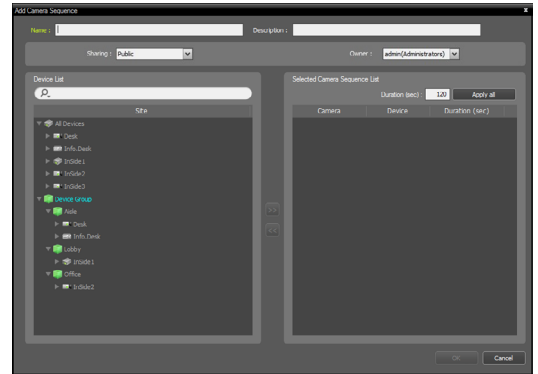 Add Camera Sequence x
Name : Description :
Sharing : Public Owner : admin(Administrators)
Device List Selected Camera Sequence List
Duration (sec) : 120 Apply all
Site Camera Device Duration (sec)
All Devices
Desk
Info.Desk
InSide1
InSide2
InSide3
Device Group
Aisle
Desk
Info.Desk
Lobby
InSide1
Office
InSide2
>>
<<
OK Cancel